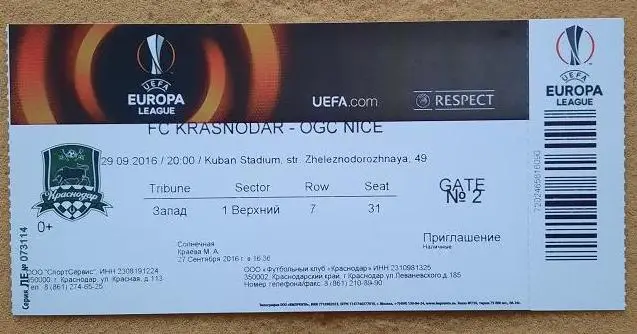 UEFA
EUROPA
LEAGUE
UEFA.com
RESPECT
UEFA
EUROPA
LEAGUE
FC KRASNODAR - OGC NICE
29 09 2016 / 20:00 / Kuban Stadium, str. Zheleznodorozhnaya, 49
Краснодар
0+
Tribune Sector Row Seat
Запад 1 Верхний 7 31
GATE
№ 2
Солнечная
Краева М. А.
27 Сентября 2016 г. в 16:36
Приглашение
Наличные
ООО "СпортСервис", ИНН 2308191224
350000, г. Краснодар, ул. Красная, д. 113
тел. 8 (861) 274-65-25
ООО «Футбольный клуб «Краснодар» ИНН 2310981325
350002, Краснодарский край, г. Краснодар ул.Леваневского д.185
Номер телефона/факс: 8 (861) 210-89-90
Серия ЛЕ № 073114